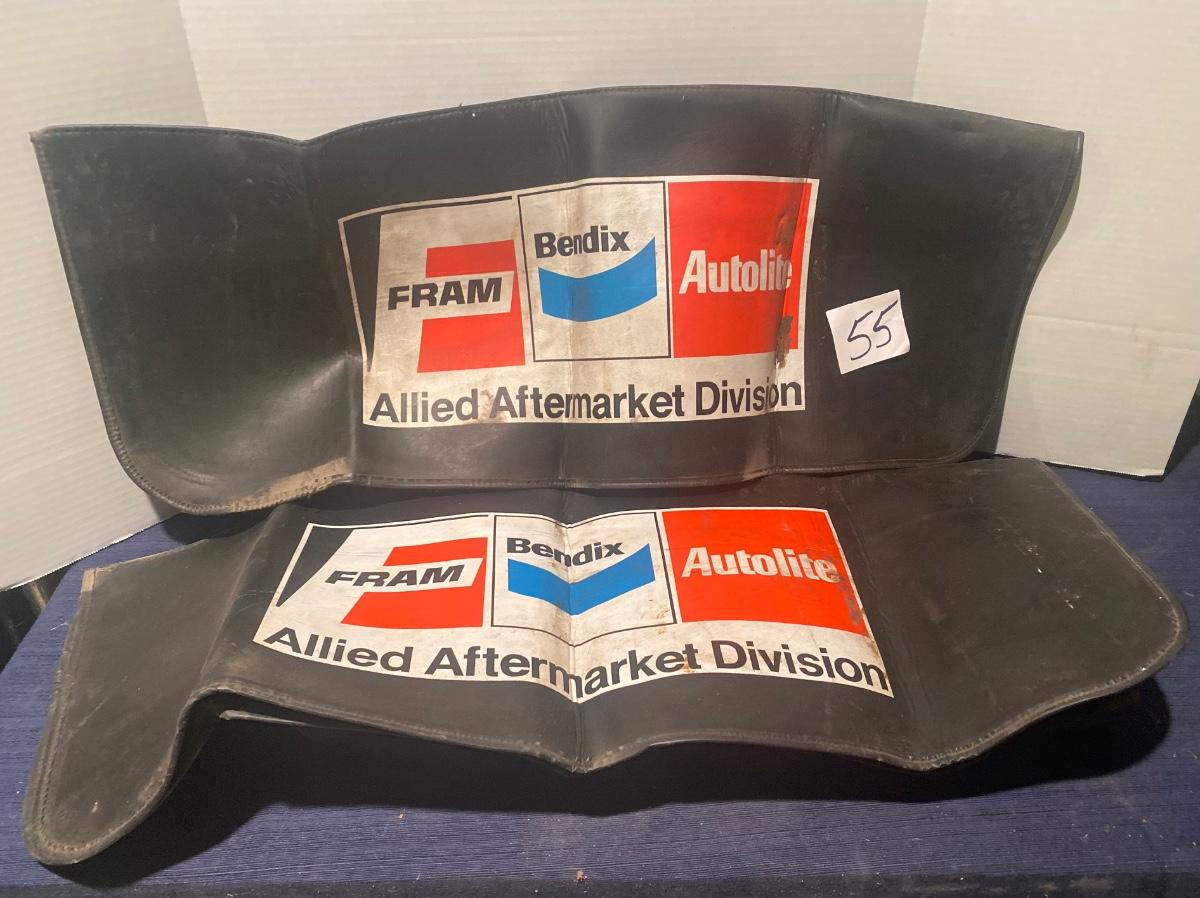 FRAM
Bendix
Autolite
55
Allied Aftermarket Division
FRAM
Bendix
Autolite
Allied Aftermarket Division